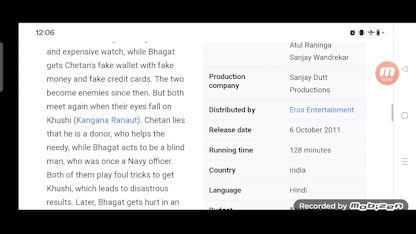 12:06
and expensive watch, while Bhagat
gets Chetan's fake wallet with fake
money and fake credit cards. The two
become enemies since then. But both
meet again when their eyes fall on
Khushi (Kangana Ranaut). Chetan lies
that he is a donor, who helps the
needy, while Bhagat acts to be a blind
man, who was once a Navy officer.
Both of them play foul tricks to get
Khushi, which leads to disastrous
results. Later, Bhagat gets hurt in an
Atul Raninga
Sanjay Wandrekar
Production company Sanjay Dutt Productions
Distributed by Eros Entertainment
Release date 6 October 2011
Running time 128 minutes
Country India
Language Hindi
Recorded by Mobizen